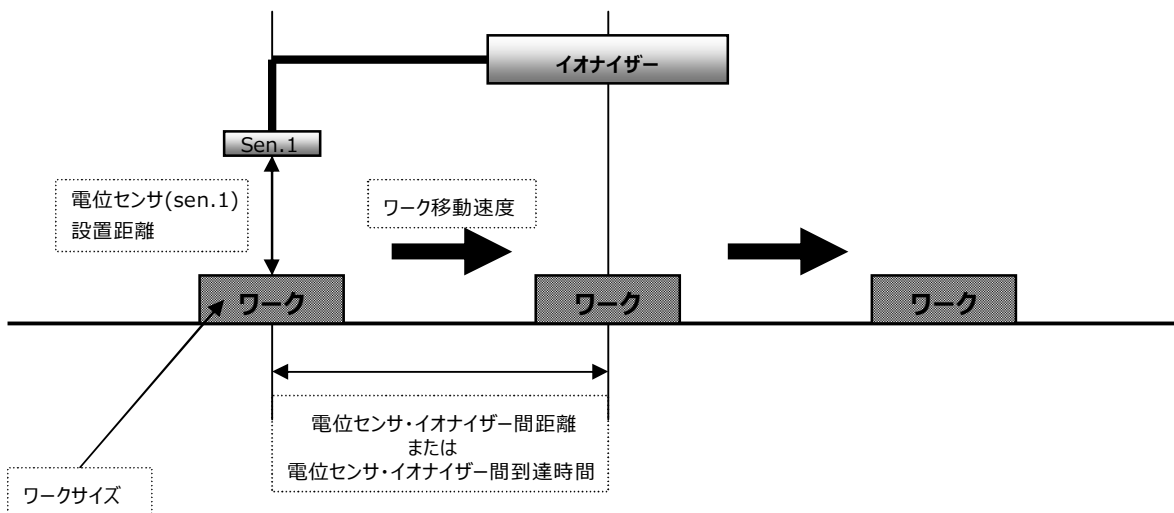 イオナイザー
Sen.1
電位センサ(sen.1)
設置距離
ワーク移動速度
ワーク
ワーク
ワーク
電位センサ・イオナイザー間距離
または
電位センサ・イオナイザー間到達時間
ワークサイズ